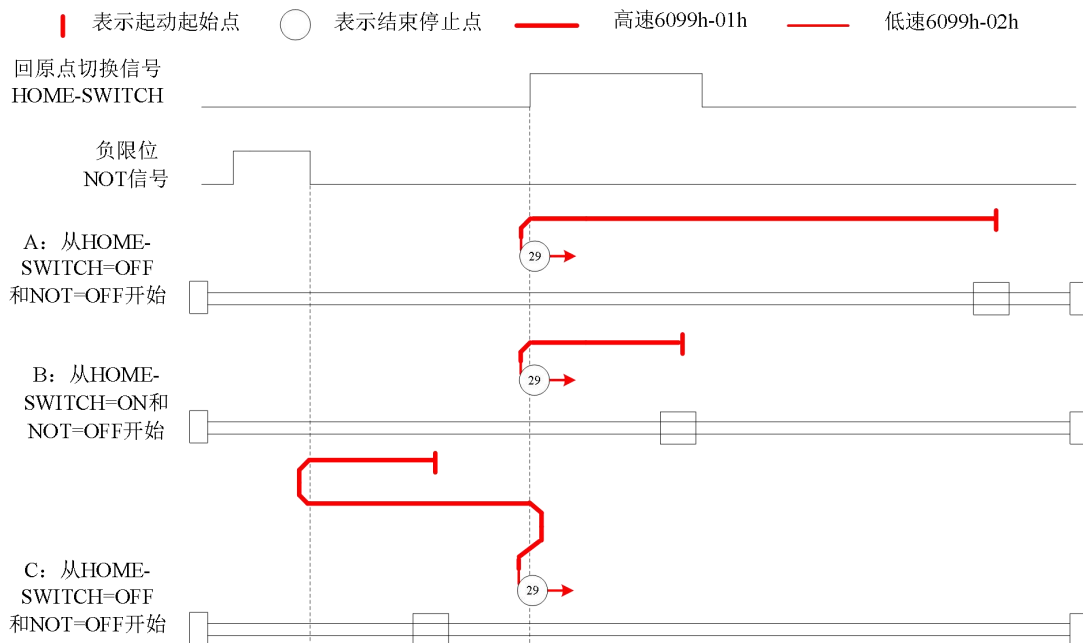 表示起动起始点 表示结束停止点 高速6099h-01h 低速6099h-02h
回原点切换信号
HOME-SWITCH
负限位
NOT信号
A：从HOME-
SWITCH=OFF
和NOT=OFF开始
29
B：从HOME-
SWITCH=ON和
NOT=OFF开始
29
C：从HOME-
SWITCH=OFF
和NOT=OFF开始
29